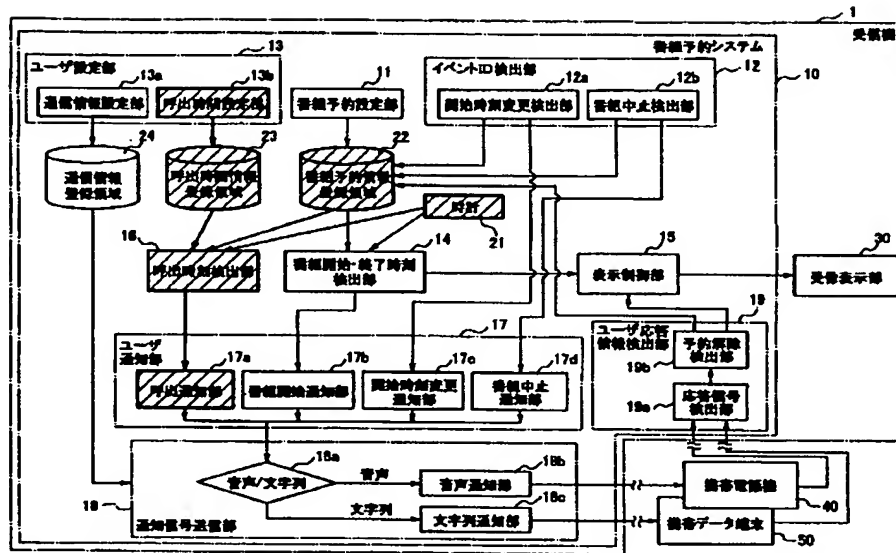 1
受信機
番組予約システム
10
13
ユーザ設定部
13a
13b
通信情報設定部
呼出時間設定部
11
番組予約設定部
イベントID検出部
12
12a
12b
開始時刻変更検出部
番組中止検出部
24
通信情報
登録領域
23
呼出時間情報
登録領域
22
番組予約情報
登録領域
時計
21
16
呼出時刻検出部
14
番組開始・終了時刻
検出部
15
表示制御部
30
受像表示部
17
ユーザ
通知部
17a
呼出通知部
17b
番組開始通知部
17c
開始時刻変更
通知部
17d
番組中止
通知部
19
ユーザ応答
情報検出部
予約解除
検出部
19b
応答信号
検出部
19a
18
通知信号送信部
18a
音声/文字列
音声
18b
音声通知部
文字列
18c
文字列通知部
携帯電話機
40
携帯データ端末
50